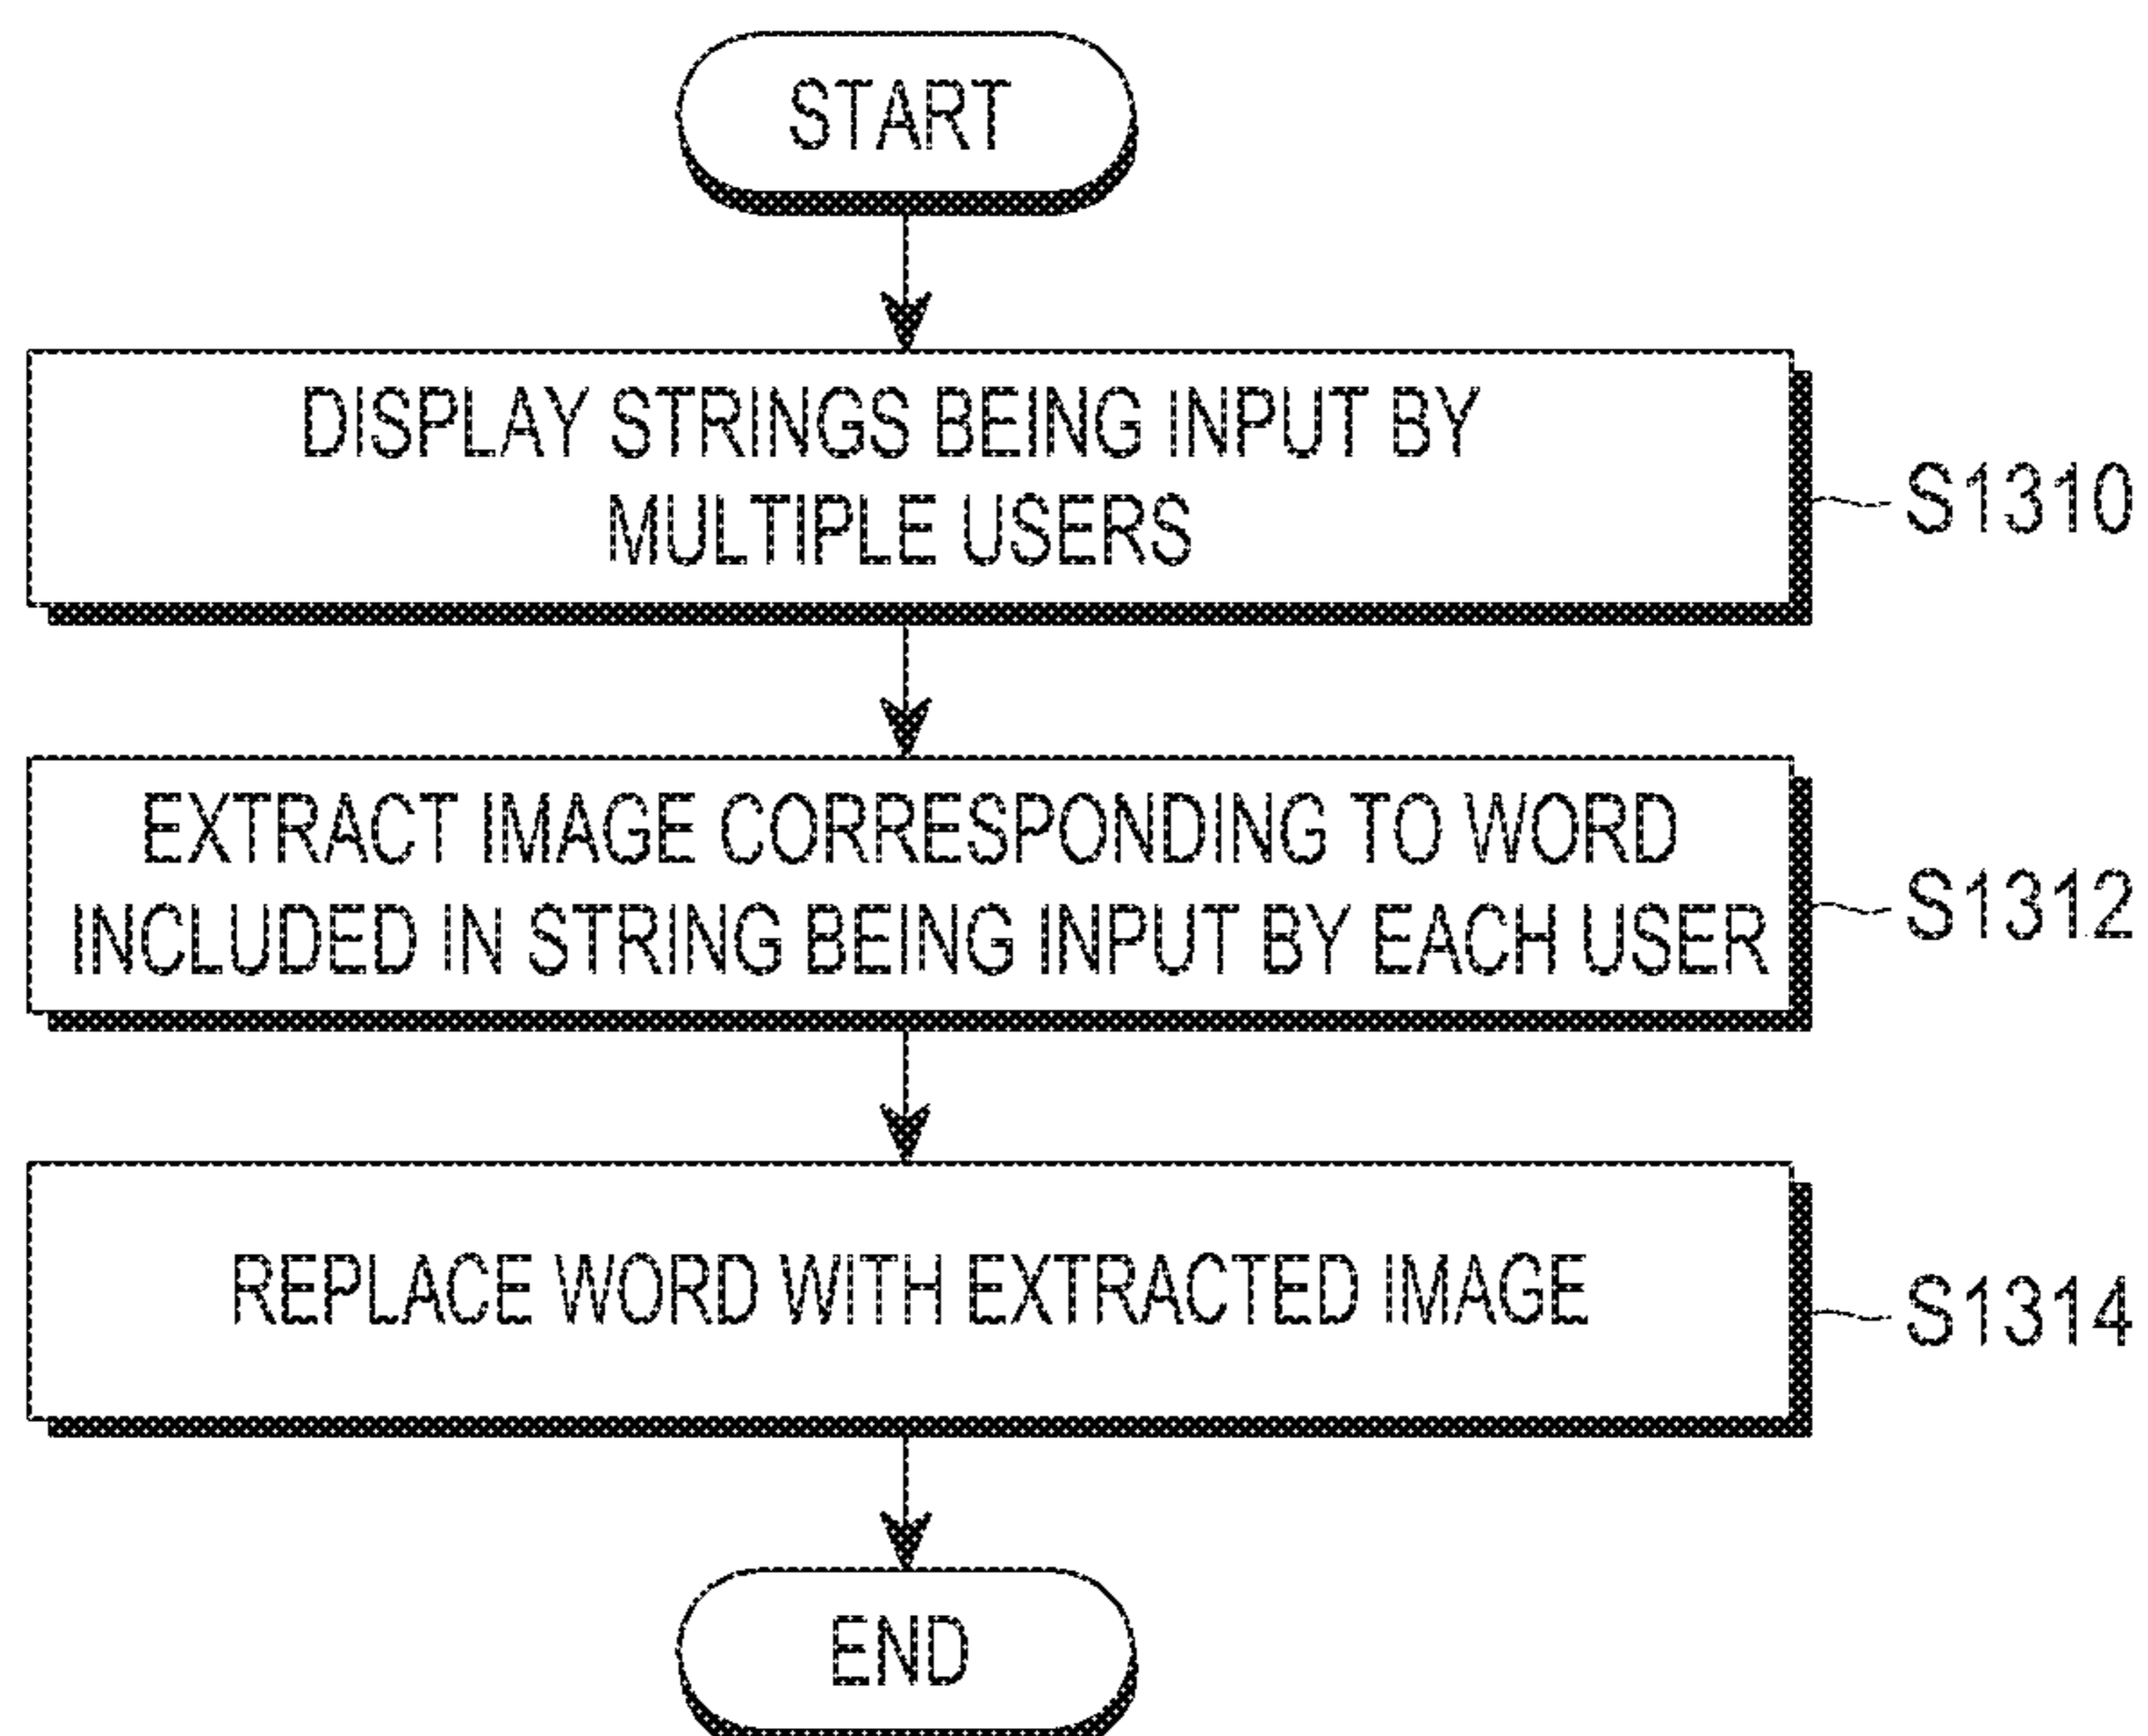 START
DISPLAY STRINGS BEING INPUT BY
MULTIPLE USERS
S1310
EXTRACT IMAGE CORRESPONDING TO WORD
INCLUDED IN STRING BEING INPUT BY EACH USER
S1312
REPLACE WORD WITH EXTRACTED IMAGE
S1314
END